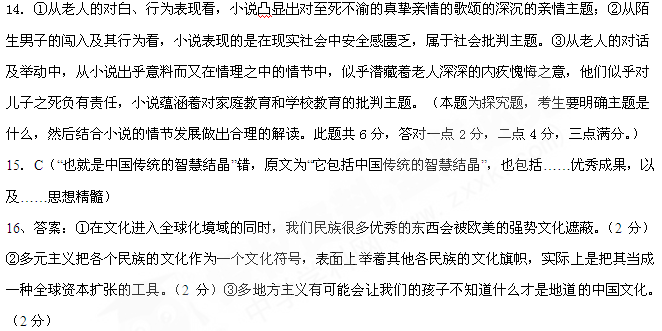 14．①从老人的对白、行为表现看，小说凸显出对至死不渝的真挚亲情的歌颂的深沉的亲情主题；②从陌
生男子的闯入及其行为看，小说表现的是在现实社会中安全感匮乏，属于社会批判主题。③从老人的对话
及举动中，从小说出乎意料而又在情理之中的情节中，似乎潜藏着老人深深的内疚愧悔之意，他们似乎对
儿子之死负有责任，小说蕴涵着对家庭教育和学校教育的批判主题。（本题为探究题，考生要明确主题是
什么，然后结合小说的情节发展做出合理的解读。此题共 6 分，答对一点 2 分，二点 4 分，三点满分。）
15．C（“也就是中国传统的智慧结晶”错，原文为“它包括中国传统的智慧结晶”，也包括……优秀成果，以
及……思想精髓）
16、答案：①在文化进入全球化境域的同时，我们民族很多优秀的东西会被欧美的强势文化遮蔽。（2 分）
②多元主义把各个民族的文化作为一个文化符号，表面上举着其他各民族的文化旗帜，实际上是把其当成
一种全球资本扩张的工具。（2 分）③多地方主义有可能会让我们的孩子不知道什么才是地道的中国文化。
（2分）